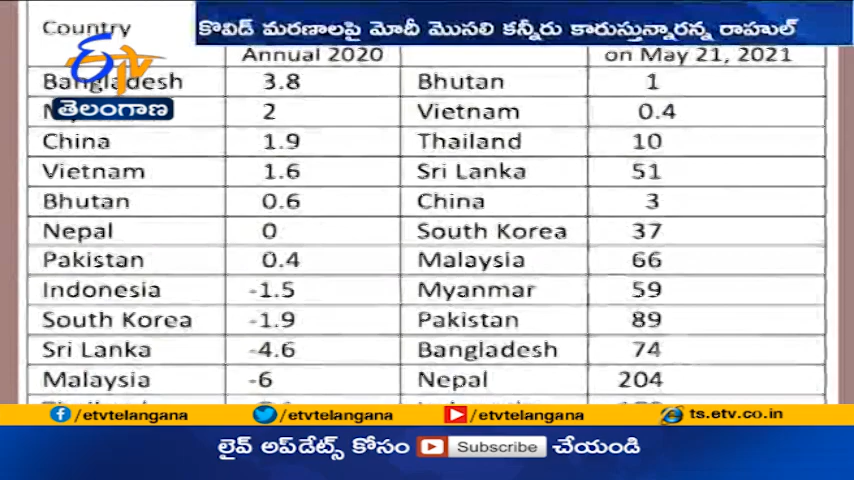 Country
కొవిడ్ మరణాలపై మోదీ మొసలి కన్నీరు కారుస్తున్నారన్న రాహుల్
Annual 2020 on May 21, 2021
ETV
తెలంగాణ
Bangladesh 3.8 Bhutan 1
2 Vietnam 0.4
China 1.9 Thailand 10
Vietnam 1.6 Sri Lanka 51
Bhutan 0.6 China 3
Nepal 0 South Korea 37
Pakistan 0.4 Malaysia 66
Indonesia -1.5 Myanmar 59
South Korea -1.9 Pakistan 89
Sri Lanka -4.6 Bangladesh 74
Malaysia -6 Nepal 204
/etvtelangana /etvtelangana /etvtelangana ts.etv.co.in
లైవ్ అప్‌డేట్స్ కోసం Subscribe చేయండి